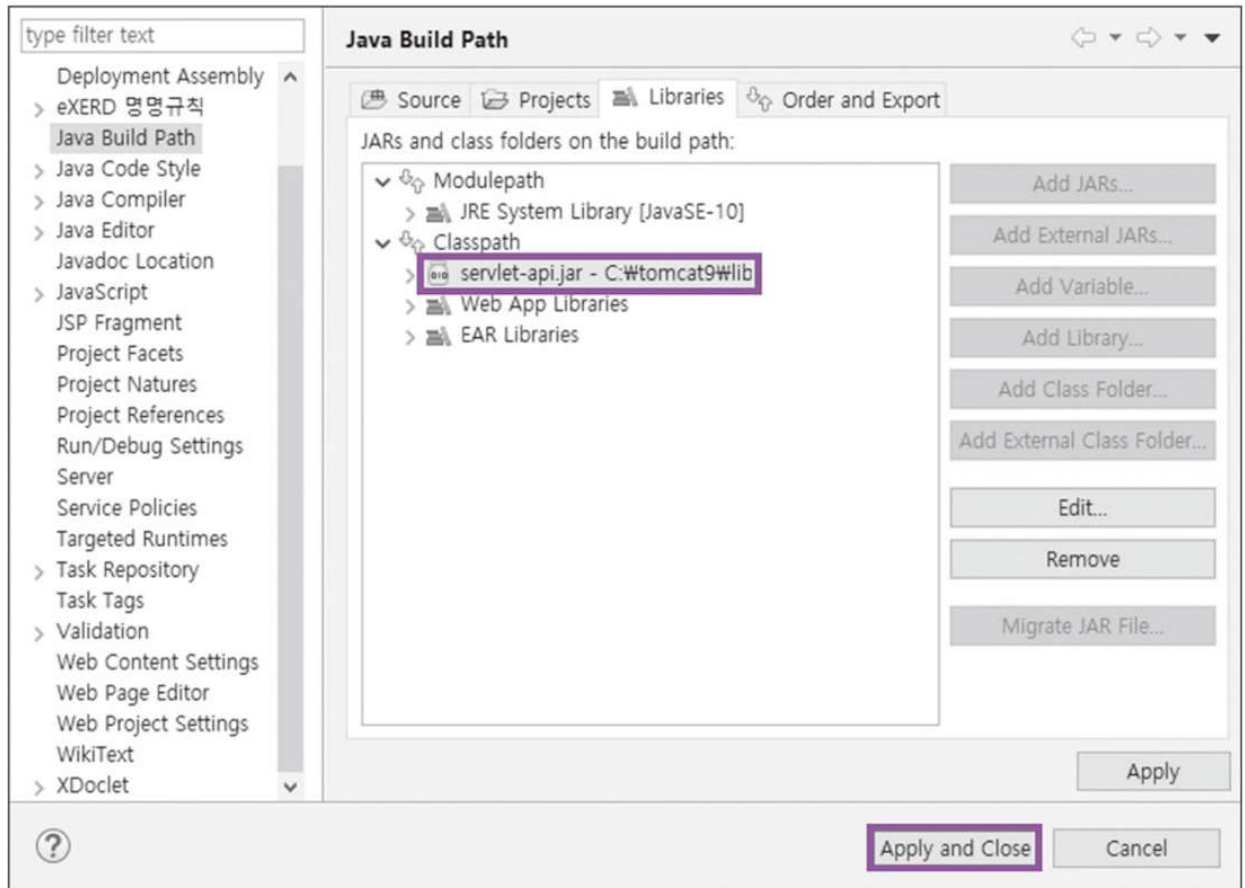 type filter text
Deployment Assembly
eXERD 명명규칙
Java Build Path
Java Code Style
Java Compiler
Java Editor
Javadoc Location
JavaScript
JSP Fragment
Project Facets
Project Natures
Project References
Run/Debug Settings
Server
Service Policies
Targeted Runtimes
Task Repository
Task Tags
Validation
Web Content Settings
Web Page Editor
Web Project Settings
WikiText
XDoclet
Java Build Path
Source Projects Libraries Order and Export
JARs and class folders on the build path:
Modulepath
JRE System Library [JavaSE-10]
Classpath
servlet-api.jar - C:₩tomcat9₩lib
Web App Libraries
EAR Libraries
Add JARs...
Add External JARs...
Add Variable...
Add Library...
Add Class Folder...
Add External Class Folder...
Edit...
Remove
Migrate JAR File...
Apply
?
Apply and Close Cancel